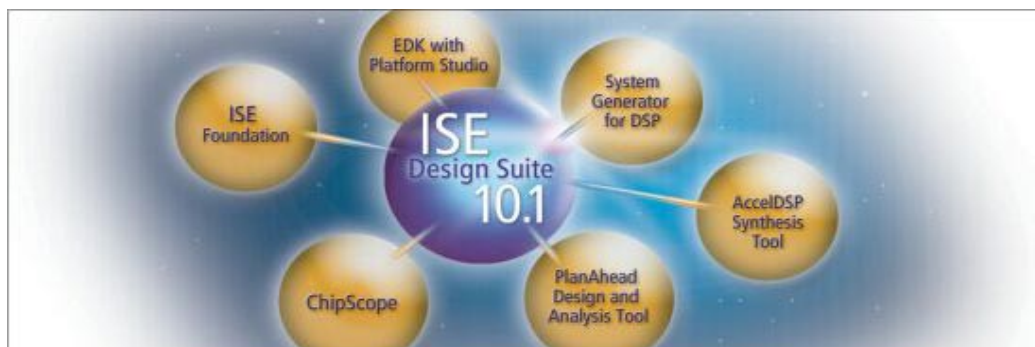 EDK with
Platform Studio
System
Generator
for DSP
ISE
Foundation
ISE
Design Suite
10.1
AccelDSP
Synthesis
Tool
ChipScope
PlanAhead
Design and
Analysis Tool